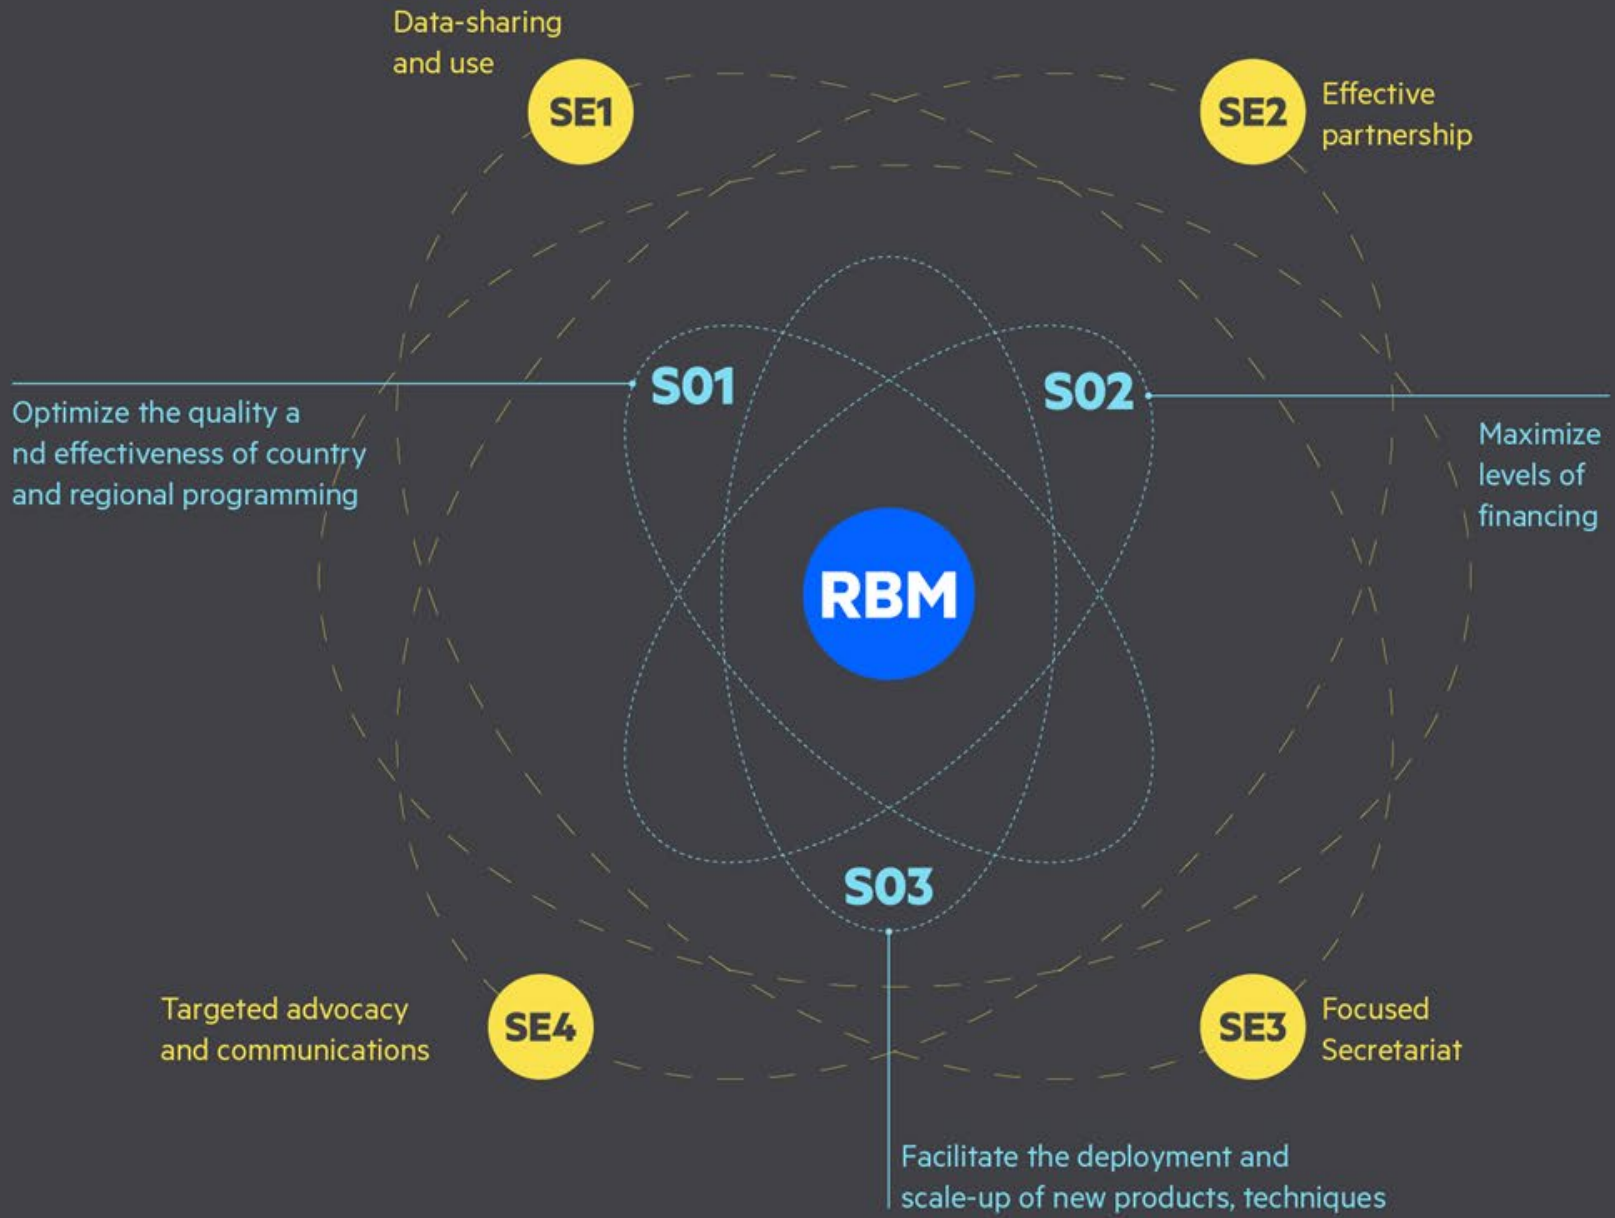 Data-sharing
and use
SE1
SE2
Effective
partnership
S01
S02
Optimize the quality a
nd effectiveness of country
and regional programming
Maximize
levels of
financing
RBM
S03
Targeted advocacy
and communications
SE4
SE3
Focused
Secretariat
Facilitate the deployment and
scale-up of new products, techniques